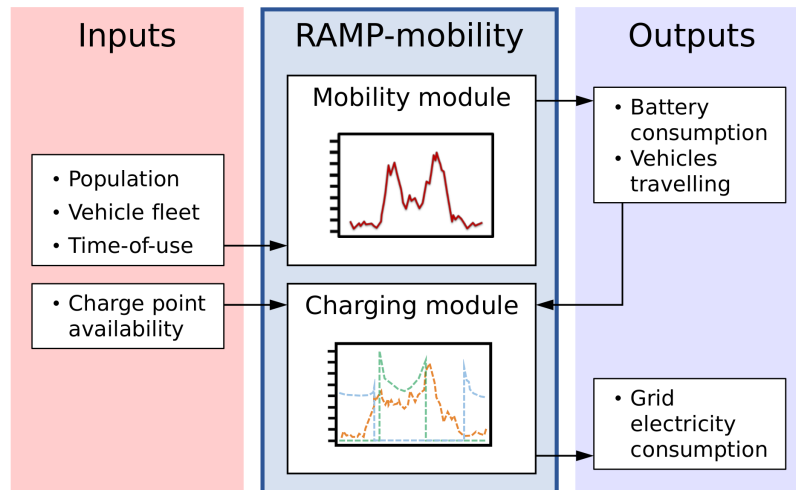 Inputs
RAMP-mobility
Outputs
• Population
• Vehicle fleet
• Time-of-use
• Charge point
availability
Mobility module
Charging module
• Battery
consumption
• Vehicles
travelling
• Grid
electricity
consumption